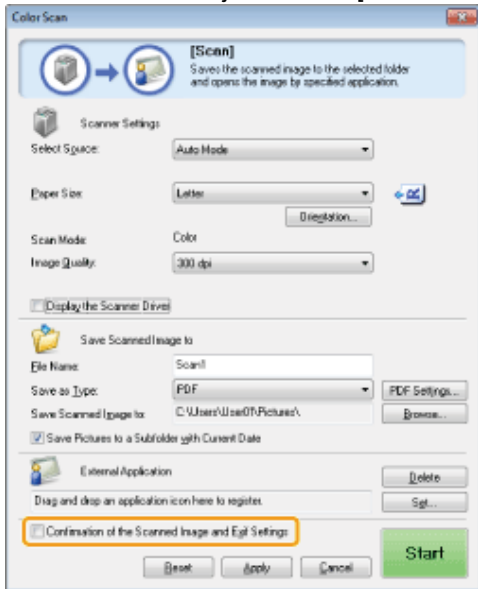 Color Scan
[Scan]
Saves the scanned image to the selected folder
and opens the image by specified application.
Scanner Settings
Select Source: Auto Mode
Paper Size: Letter
Orientation...
Scan Mode: Color
Image Quality: 300 dpi
Display the Scanner Driver
Save Scanned Image to
File Name: Scan1
Save as Type: PDF PDF Settings...
Save Scanned Image to: C:\Users\User01\Pictures\ Browse...
Save Pictures to a Subfolder with Current Date
External Application Delete
Drag and drop an application icon here to register. Set...
Confirmation of the Scanned Image and Exif Settings
Start
Reset Apply Cancel